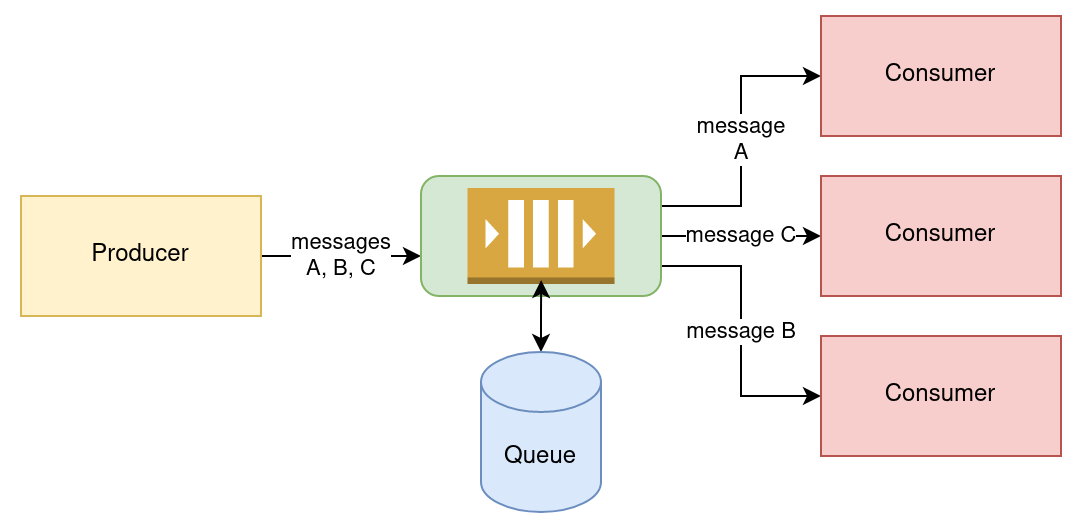 Producer
messages
A, B, C
Queue
message
A
message C
message B
Consumer
Consumer
Consumer